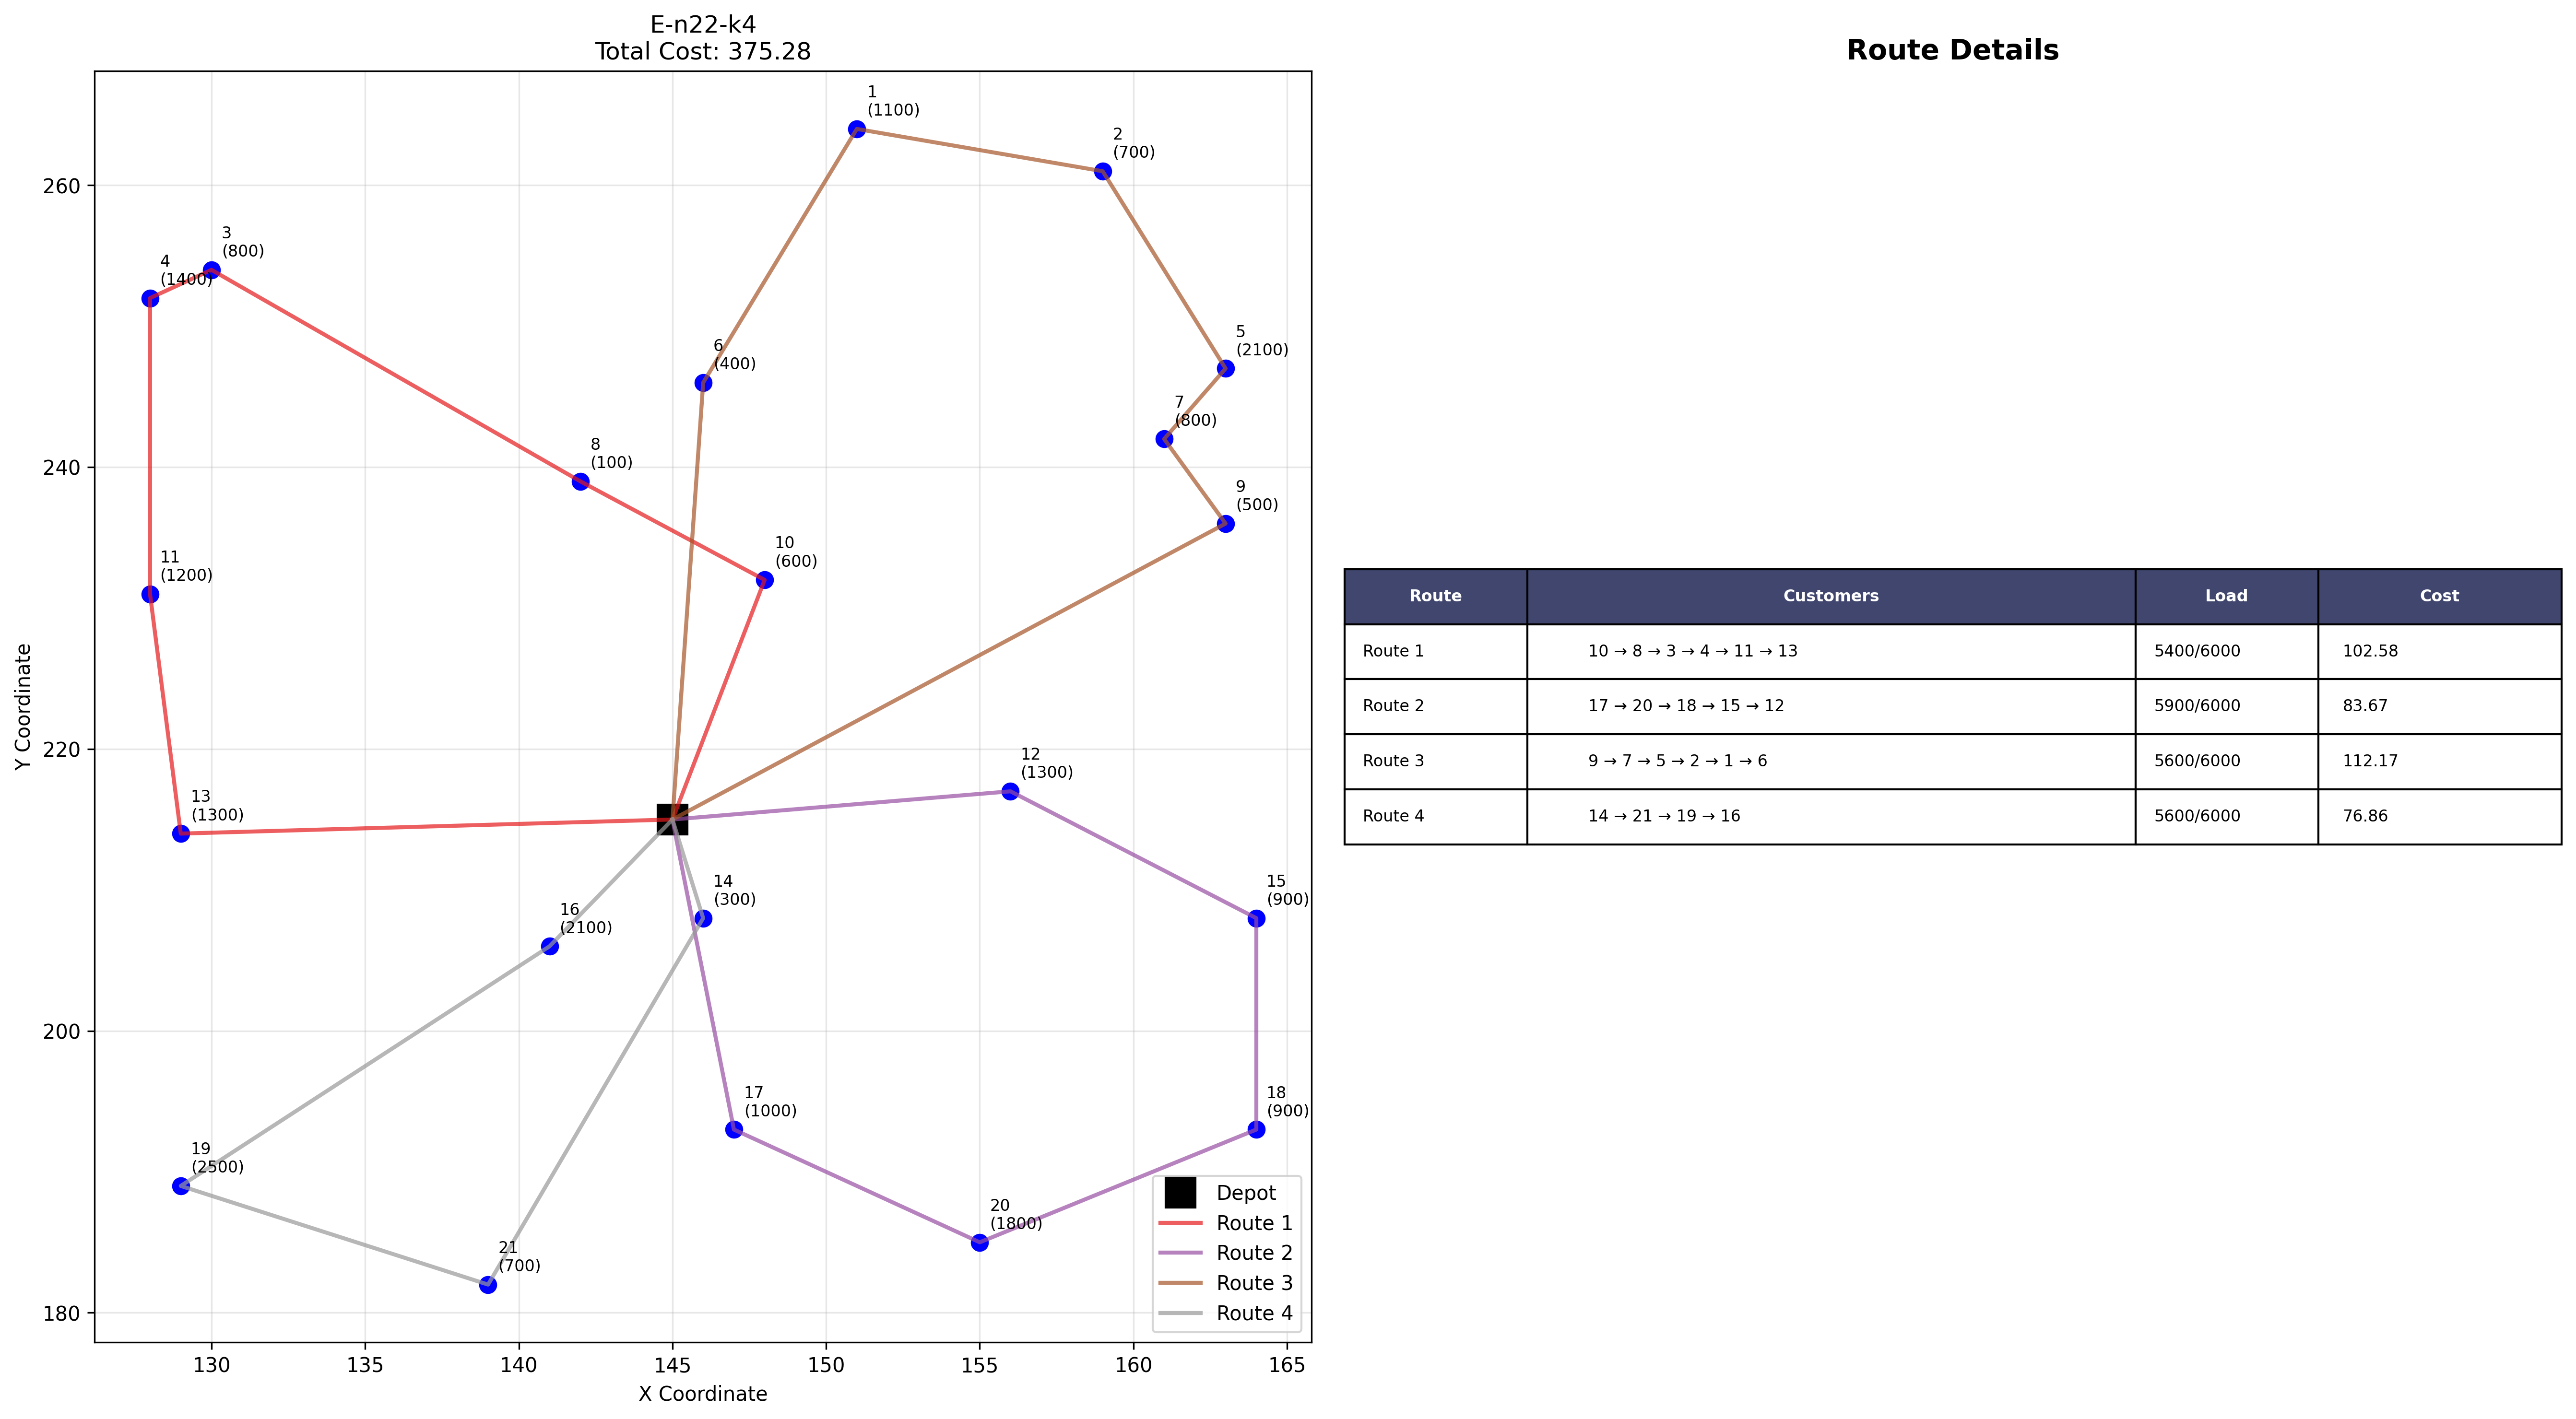 E-n22-k4
Total Cost: 375.28
Y Coordinate
260
240
220
200
180
1
(1100)
2
(700)
3
(800)
4
(1400)
5
(2100)
6
(400)
7
(800)
8
(100)
9
(500)
10
(600)
11
(1200)
12
(1300)
13
(1300)
14
(300)
15
(900)
16
(2100)
17
(1000)
18
(900)
19
(2500)
20
(1800)
21
(700)
Depot
Route 1
Route 2
Route 3
Route 4
130 135 140 145 150 155 160 165
X Coordinate
Route Details
Route Customers Load Cost
Route 1 10 → 8 → 3 → 4 → 11 → 13 5400/6000 102.58
Route 2 17 → 20 → 18 → 15 → 12 5900/6000 83.67
Route 3 9 → 7 → 5 → 2 → 1 → 6 5600/6000 112.17
Route 4 14 → 21 → 19 → 16 5600/6000 76.86